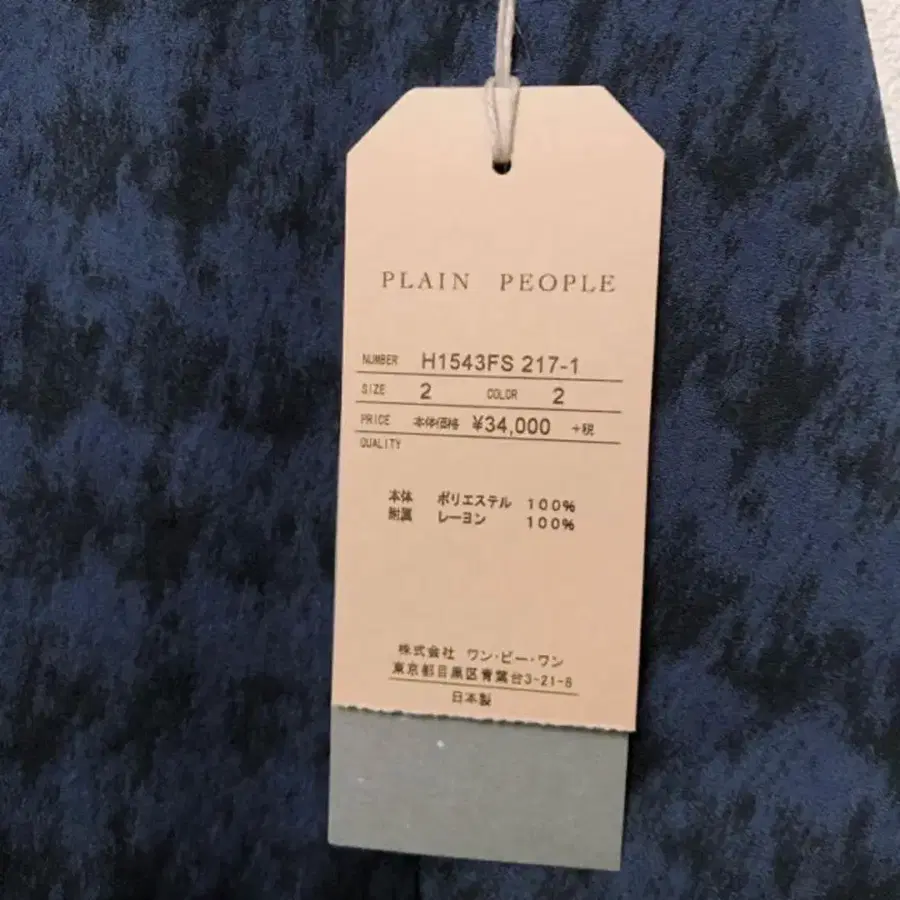 PLAIN PEOPLE
NUMBER H1543FS 217-1
SIZE 2 COLOR 2
PRICE 本体価格 ¥34,000 +税
QUALITY
本体 ポリエステル 100%
附属 レーヨン 100%
株式会社 ワン・ビー・ワン
東京都目黒区青葉台3-21-8
日本製